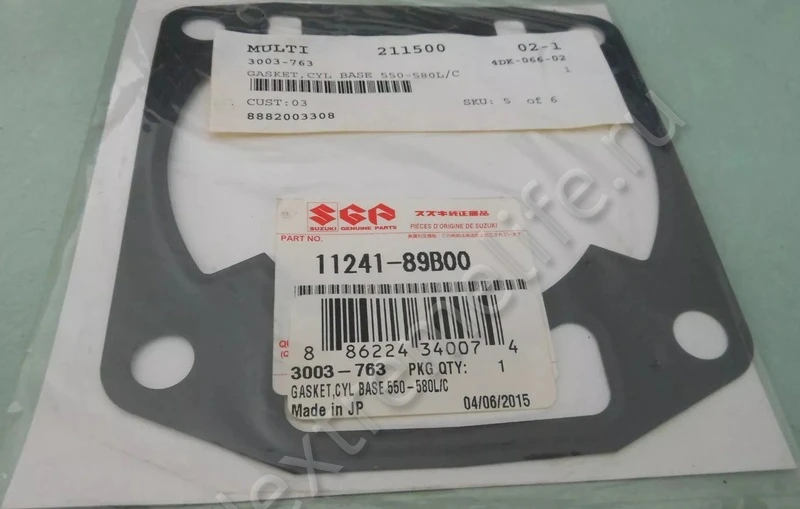 MULTI 211500 02-1
3003-763 4DK-066-02
GASKET,CYL BASE 550-580L/C 1
CUST:03 SKU: 5 of 6
8882003308
SGP スズキ純正部品
SUZUKI GENUINE PARTS PIÈCES D'ORIGINE DE SUZUKI
PART NO.
11241-89B00
8 86224 34007 4
3003-763 PKG QTY: 1
GASKET,CYL BASE 550-580L/C
Made in JP 04/06/2015
extremelife.ru